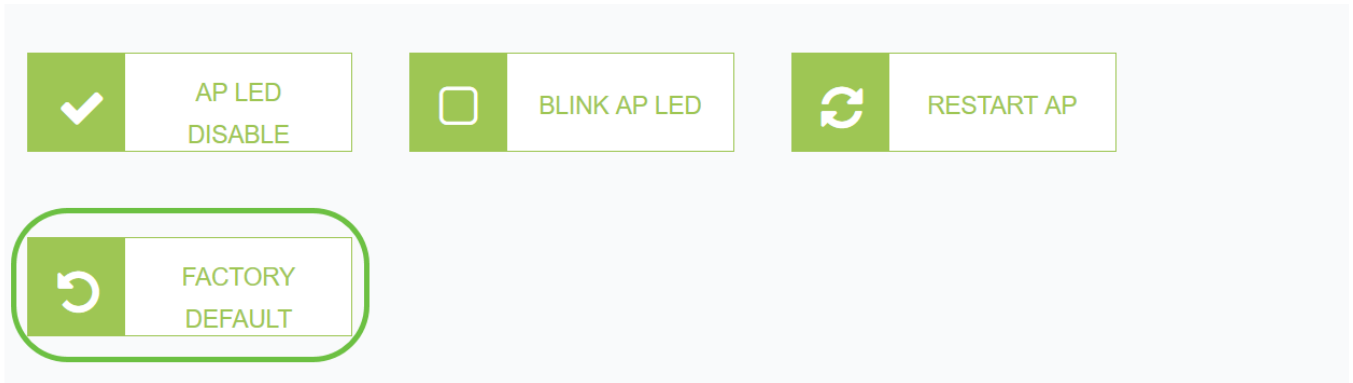 AP LED
DISABLE
BLINK AP LED
RESTART AP
FACTORY
DEFAULT